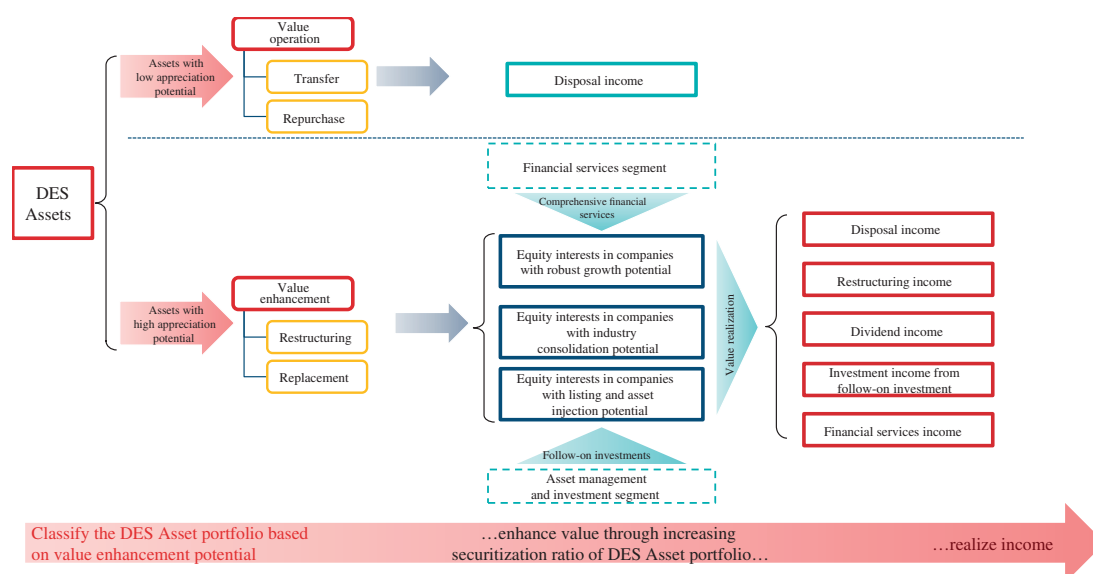 DES
Assets
Assets with
low appreciation
potential
Value
operation
Transfer
Repurchase
Disposal income
Assets with
high appreciation
potential
Value
enhancement
Restructuring
Replacement
Financial services segment
Comprehensive financial
services
Equity interests in companies
with robust growth potential
Equity interests in companies
with industry
consolidation potential
Equity interests in companies
with listing and asset
injection potential
Follow-on investments
Asset management
and investment segment
Value realization
Disposal income
Restructuring income
Dividend income
Investment income from
follow-on investment
Financial services income
Classify the DES Asset portfolio based
on value enhancement potential
…enhance value through increasing
securitization ratio of DES Asset portfolio…
…realize income